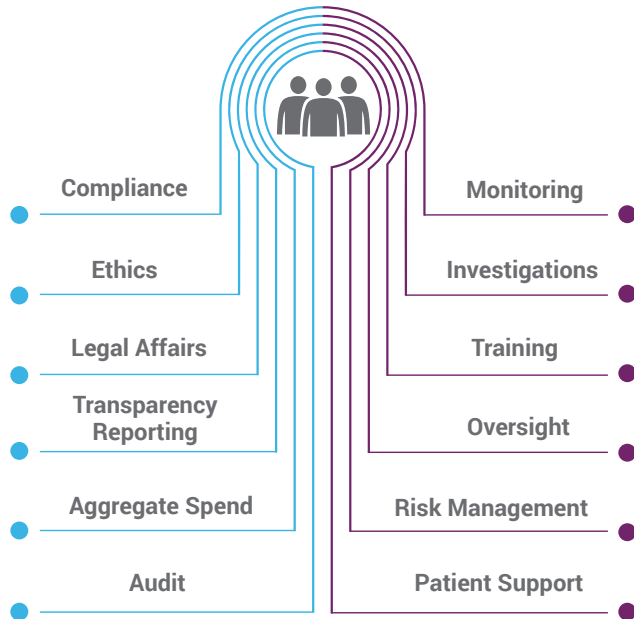 Compliance
Monitoring
Ethics
Investigations
Legal Affairs
Training
Transparency
Reporting
Oversight
Aggregate Spend
Risk Management
Audit
Patient Support